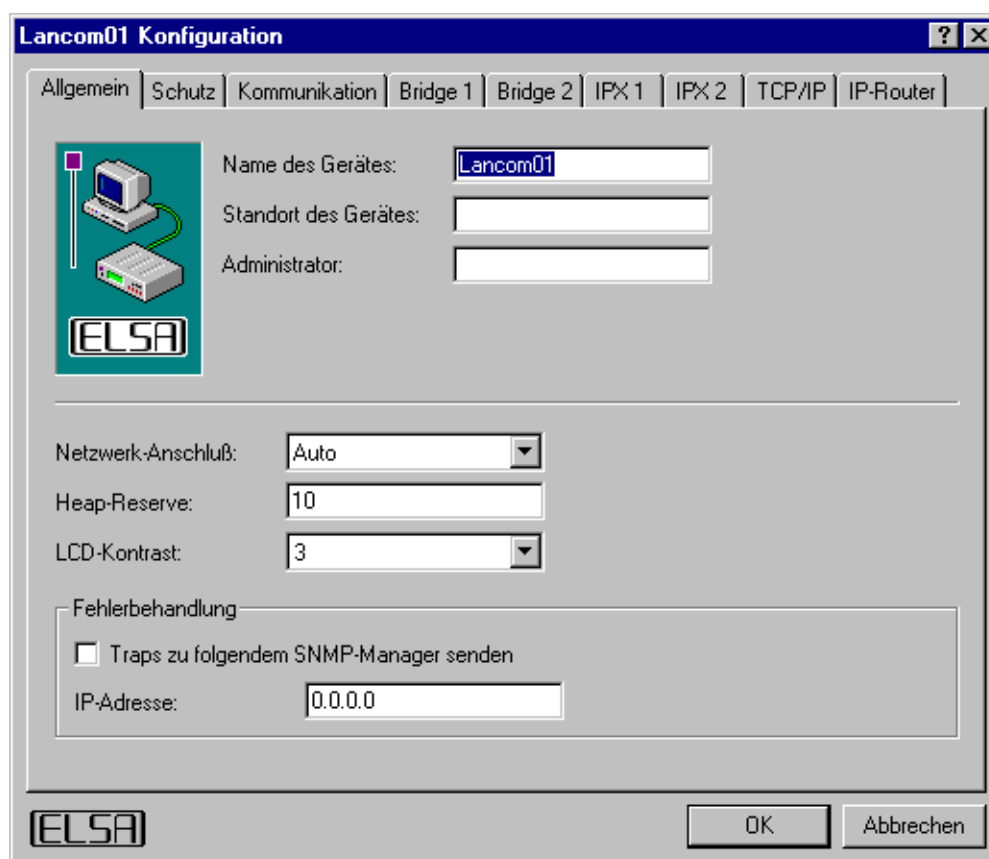 Lancom01 Konfiguration
Allgemein Schutz Kommunikation Bridge 1 Bridge 2 IPX 1 IPX 2 TCP/IP IP-Router
Name des Gerätes: Lancom01
Standort des Gerätes:
Administrator:
ELSA
Netzwerk-Anschluß: Auto
Heap-Reserve: 10
LCD-Kontrast: 3
Fehlerbehandlung
Traps zu folgendem SNMP-Manager senden
IP-Adresse: 0.0.0.0
ELSA OK Abbrechen